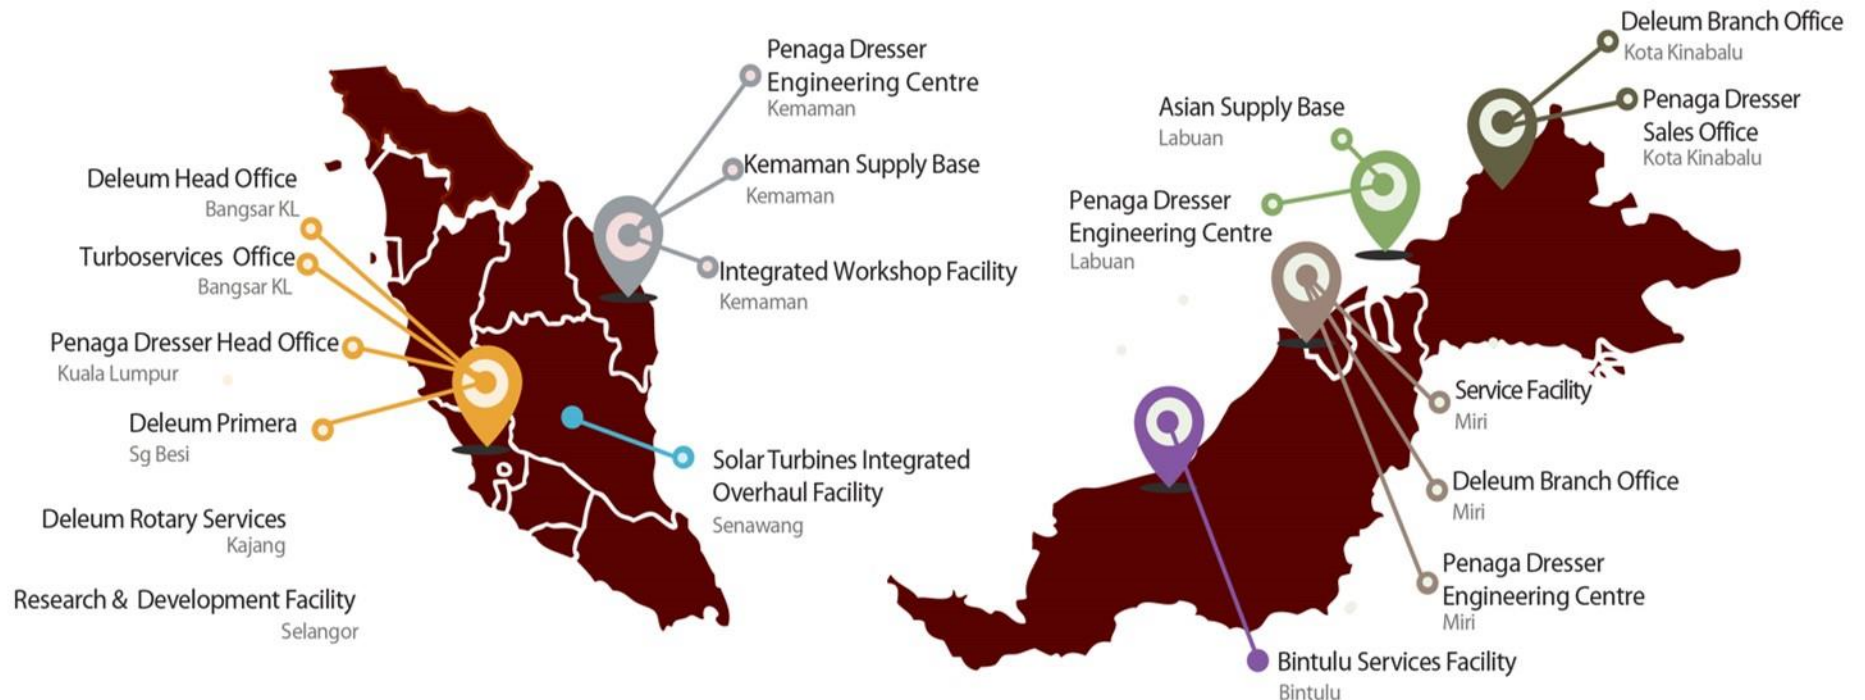 Deleum Head Office
Bangsar KL
Turboservices Office
Bangsar KL
Penaga Dresser Head Office
Kuala Lumpur
Deleum Primera
Sg Besi
Deleum Rotary Services
Kajang
Research & Development Facility
Selangor
Penaga Dresser
Engineering Centre
Kemaman
Kemaman Supply Base
Kemaman
Integrated Workshop Facility
Kemaman
Solar Turbines Integrated
Overhaul Facility
Senawang
Asian Supply Base
Labuan
Penaga Dresser
Engineering Centre
Labuan
Deleum Branch Office
Kota Kinabalu
Penaga Dresser
Sales Office
Kota Kinabalu
Service Facility
Miri
Deleum Branch Office
Miri
Penaga Dresser
Engineering Centre
Miri
Bintulu Services Facility
Bintulu